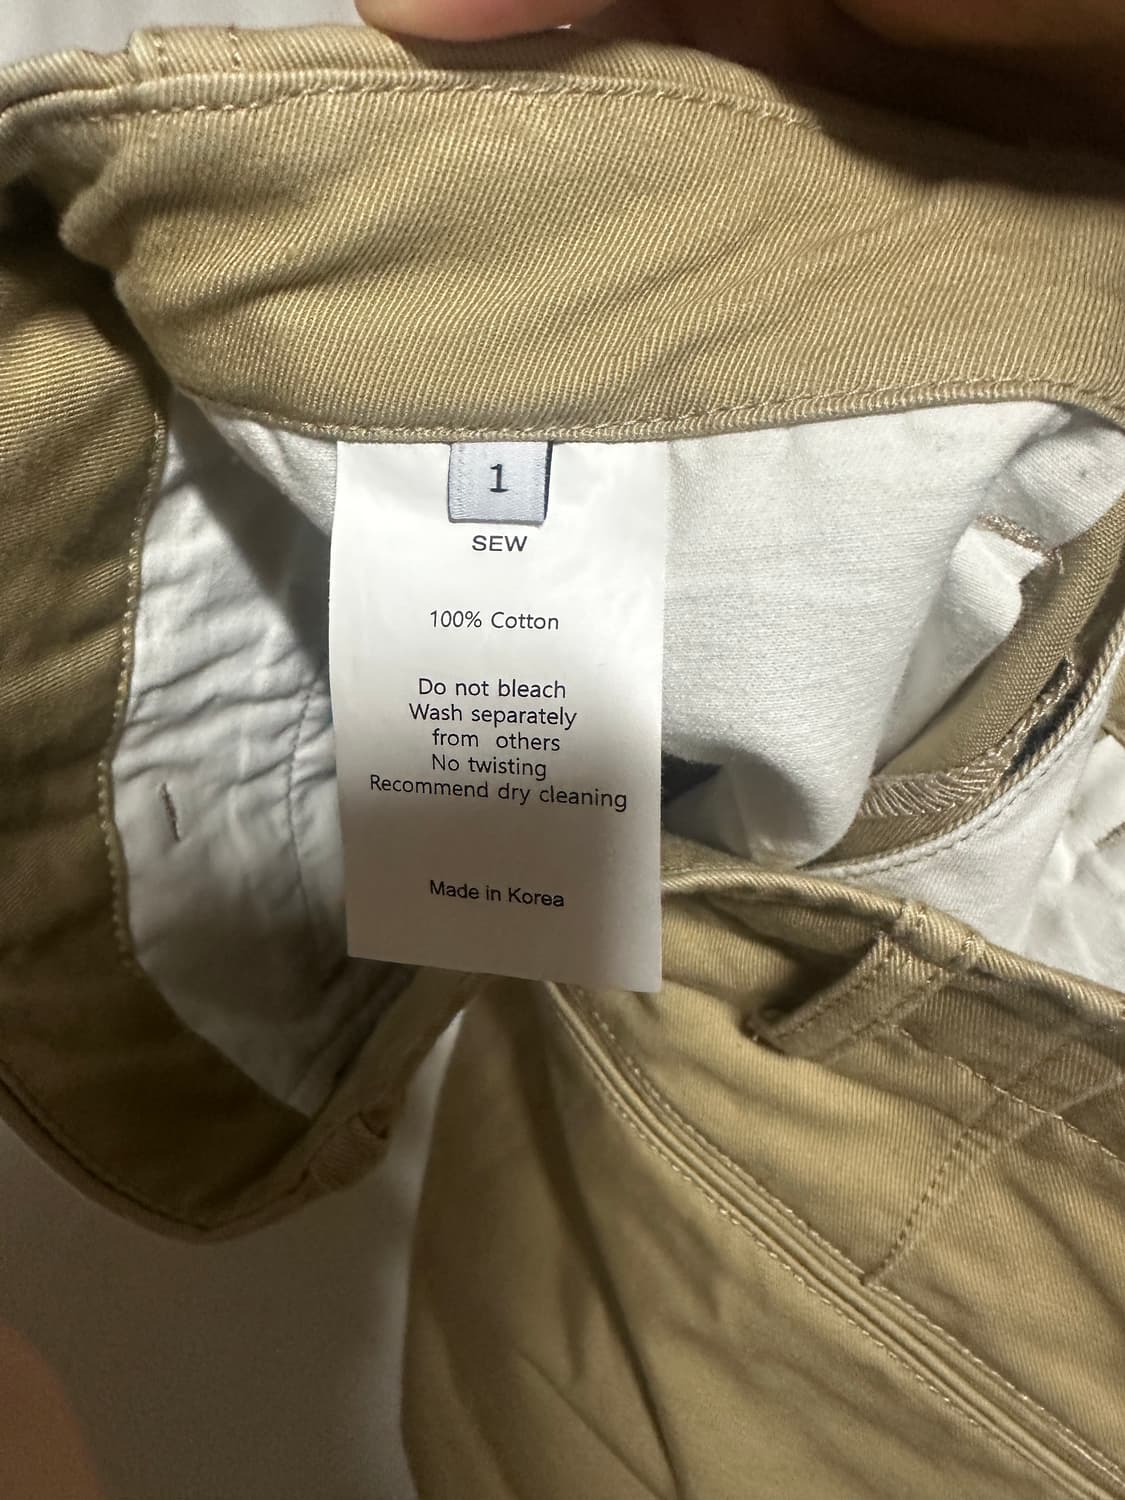 1
SEW
100% Cotton
Do not bleach
Wash separately
from others
No twisting
Recommend dry cleaning
Made in Korea